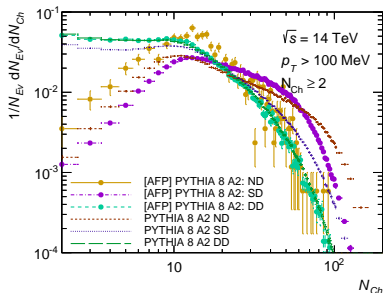 1/N_Ev dN_Ev/dN_Ch
10⁻¹
10⁻²
10⁻³
10⁻⁴
√s = 14 TeV
p_T > 100 MeV
N_Ch ≥ 2
[AFP] PYTHIA 8 A2: ND
[AFP] PYTHIA 8 A2: SD
[AFP] PYTHIA 8 A2: DD
PYTHIA 8 A2 ND
PYTHIA 8 A2 SD
PYTHIA 8 A2 DD
10 10²
N_Ch